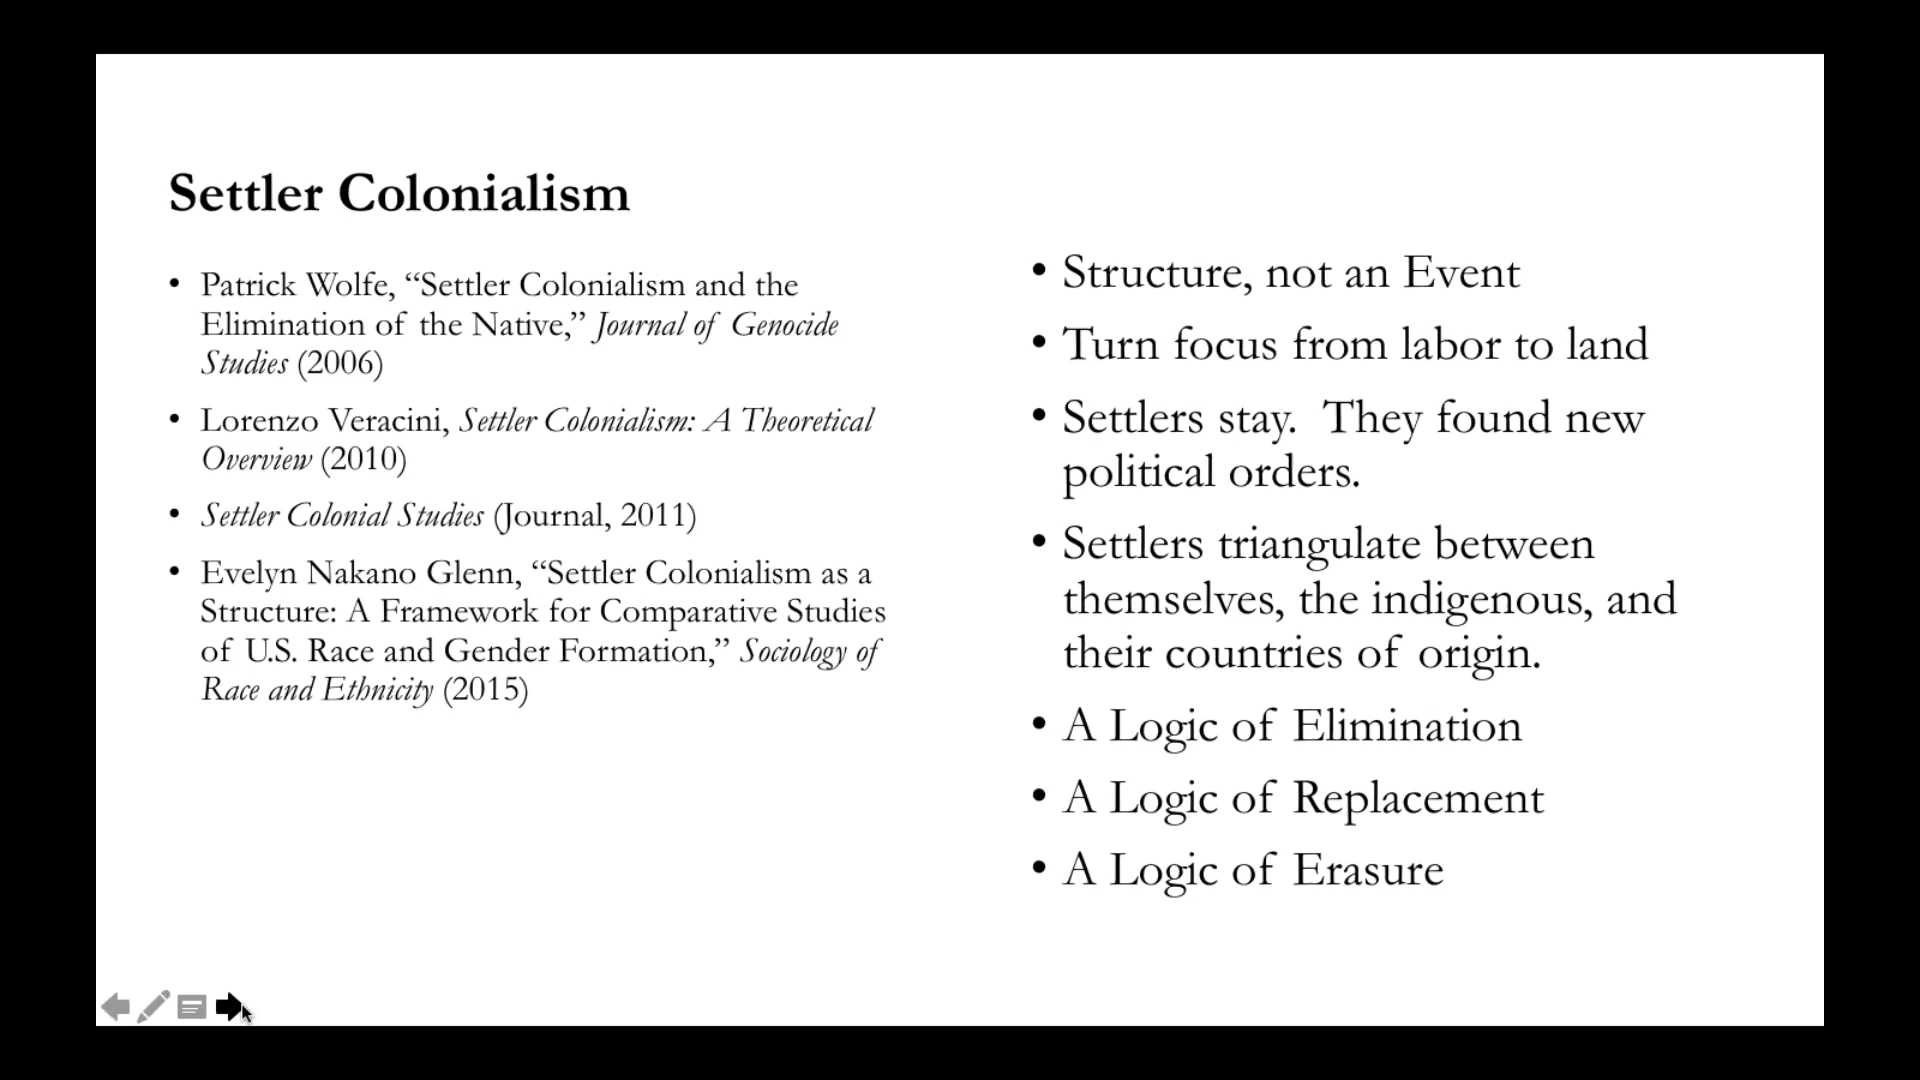 Settler Colonialism
• Patrick Wolfe, “Settler Colonialism and the
Elimination of the Native,” Journal of Genocide
Studies (2006)
• Lorenzo Veracini, Settler Colonialism: A Theoretical
Overview (2010)
• Settler Colonial Studies (Journal, 2011)
• Evelyn Nakano Glenn, “Settler Colonialism as a
Structure: A Framework for Comparative Studies
of U.S. Race and Gender Formation,” Sociology of
Race and Ethnicity (2015)
• Structure, not an Event
• Turn focus from labor to land
• Settlers stay. They found new
political orders.
• Settlers triangulate between
themselves, the indigenous, and
their countries of origin.
• A Logic of Elimination
• A Logic of Replacement
• A Logic of Erasure